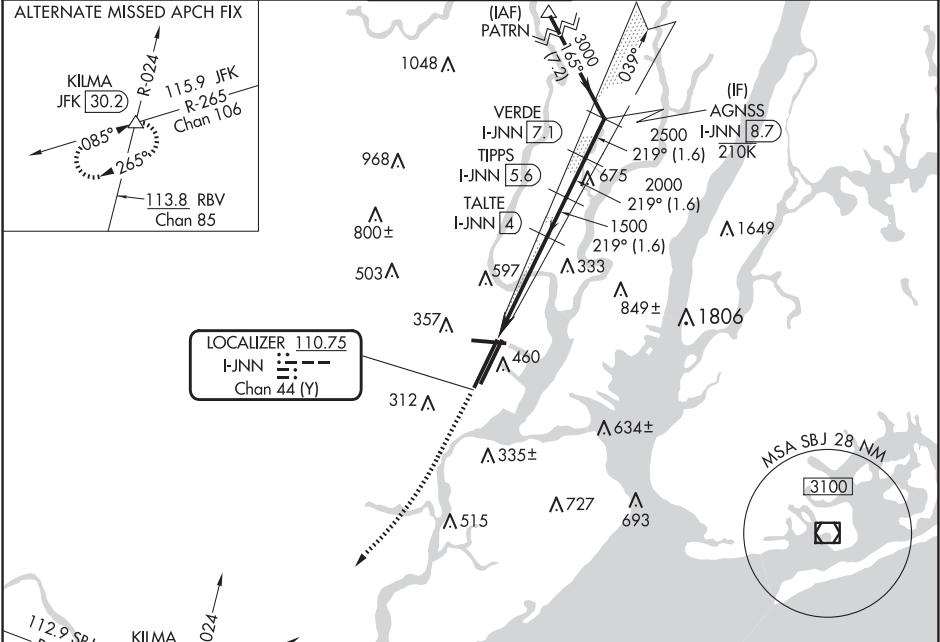 ALTERNATE MISSED APCH FIX
R-024
KILMA
JFK 30.2
115.9 JFK
R-265
Chan 106
085°
265°
113.8 RBV
Chan 85
(IAF)
PATRN
3000
165°
(7.2)
039°
1048
VERDE
I-JNN 7.1
(IF)
AGNSS
I-JNN 8.7
210K
2500
219° (1.6)
968
TIPPS
I-JNN 5.6
675
2000
219° (1.6)
TALTE
I-JNN 4
800±
1500
219° (1.6)
1649
503
597
333
849±
1806
357
LOCALIZER 110.75
I-JNN
Chan 44 (Y)
460
312
634±
335±
MSA SBJ 28 NM
3100
727
693
515
112.9 SBJ
KILMA
024